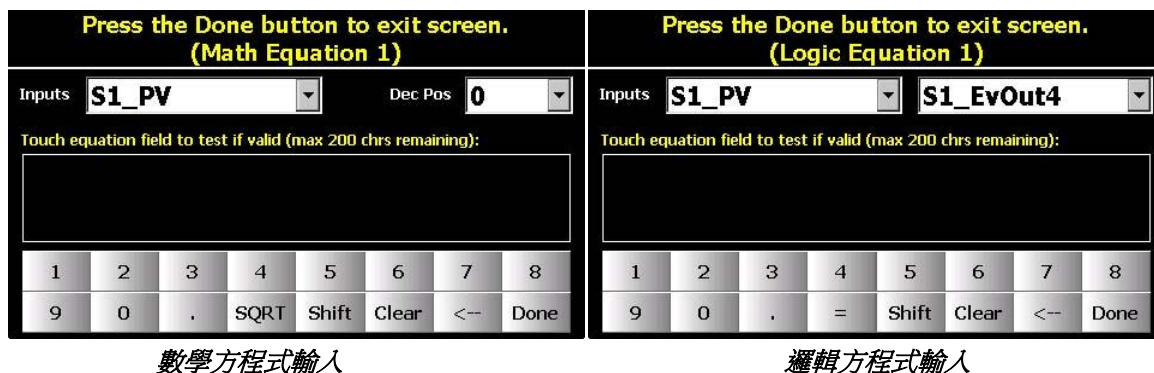 Press the Done button to exit screen.
(Math Equation 1)
Inputs S1_PV Dec Pos 0
Touch equation field to test if valid (max 200 chrs remaining):
1 2 3 4 5 6 7 8
9 0 . SQRT Shift Clear <-- Done
數學方程式輸入
Press the Done button to exit screen.
(Logic Equation 1)
Inputs S1_PV S1_EvOut4
Touch equation field to test if valid (max 200 chrs remaining):
1 2 3 4 5 6 7 8
9 0 . = Shift Clear <-- Done
邏輯方程式輸入